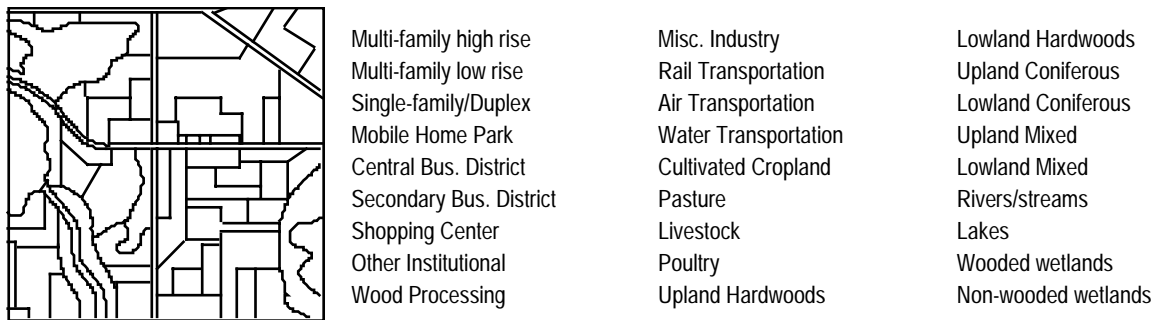 Multi-family high rise
Multi-family low rise
Single-family/Duplex
Mobile Home Park
Central Bus. District
Secondary Bus. District
Shopping Center
Other Institutional
Wood Processing
Misc. Industry
Rail Transportation
Air Transportation
Water Transportation
Cultivated Cropland
Pasture
Livestock
Poultry
Upland Hardwoods
Lowland Hardwoods
Upland Coniferous
Lowland Coniferous
Upland Mixed
Lowland Mixed
Rivers/streams
Lakes
Wooded wetlands
Non-wooded wetlands